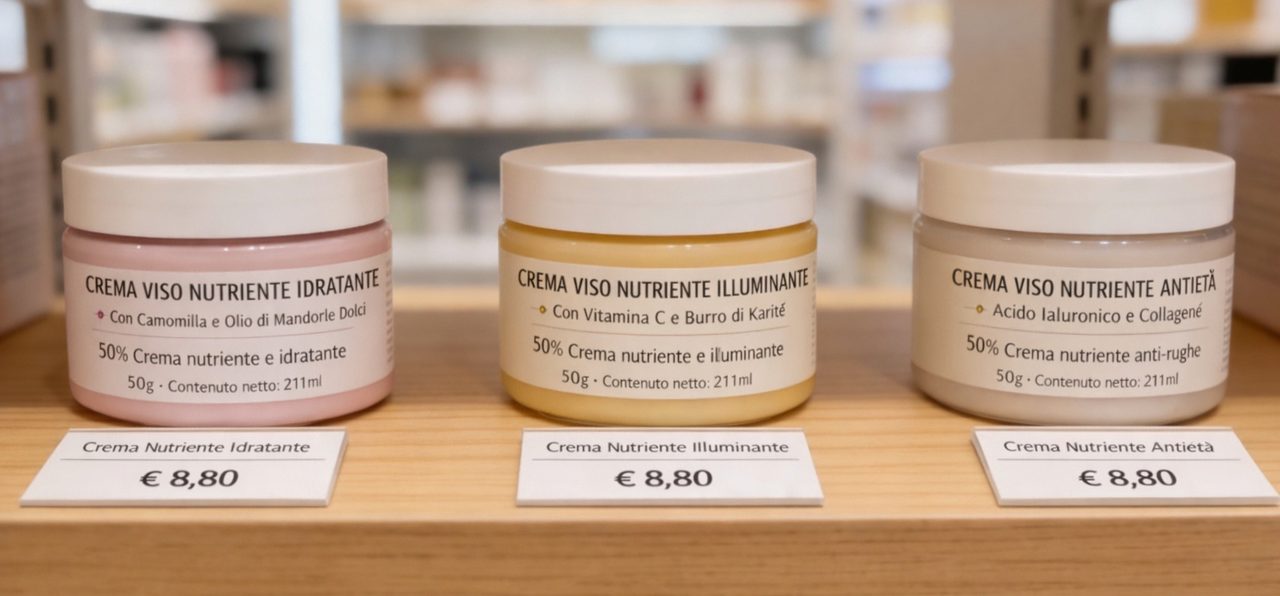 CREMA VISO NUTRIENTE IDRATANTE
Con Camomilla e Olio di Mandorle Dolci
50% Crema nutriente e idratante
50g · Contenuto netto: 211ml
CREMA VISO NUTRIENTE ILLUMINANTE
Con Vitamina C e Burro di Karité
50% Crema nutriente e illuminante
50g · Contenuto netto: 211ml
CREMA VISO NUTRIENTE ANTIETÀ
Acido Ialuronico e Collagené
50% Crema nutriente anti-rughe
50g · Contenuto netto: 211ml
Crema Nutriente Idratante
€ 8,80
Crema Nutriente Illuminante
€ 8,80
Crema Nutriente Antiétà
€ 8,80